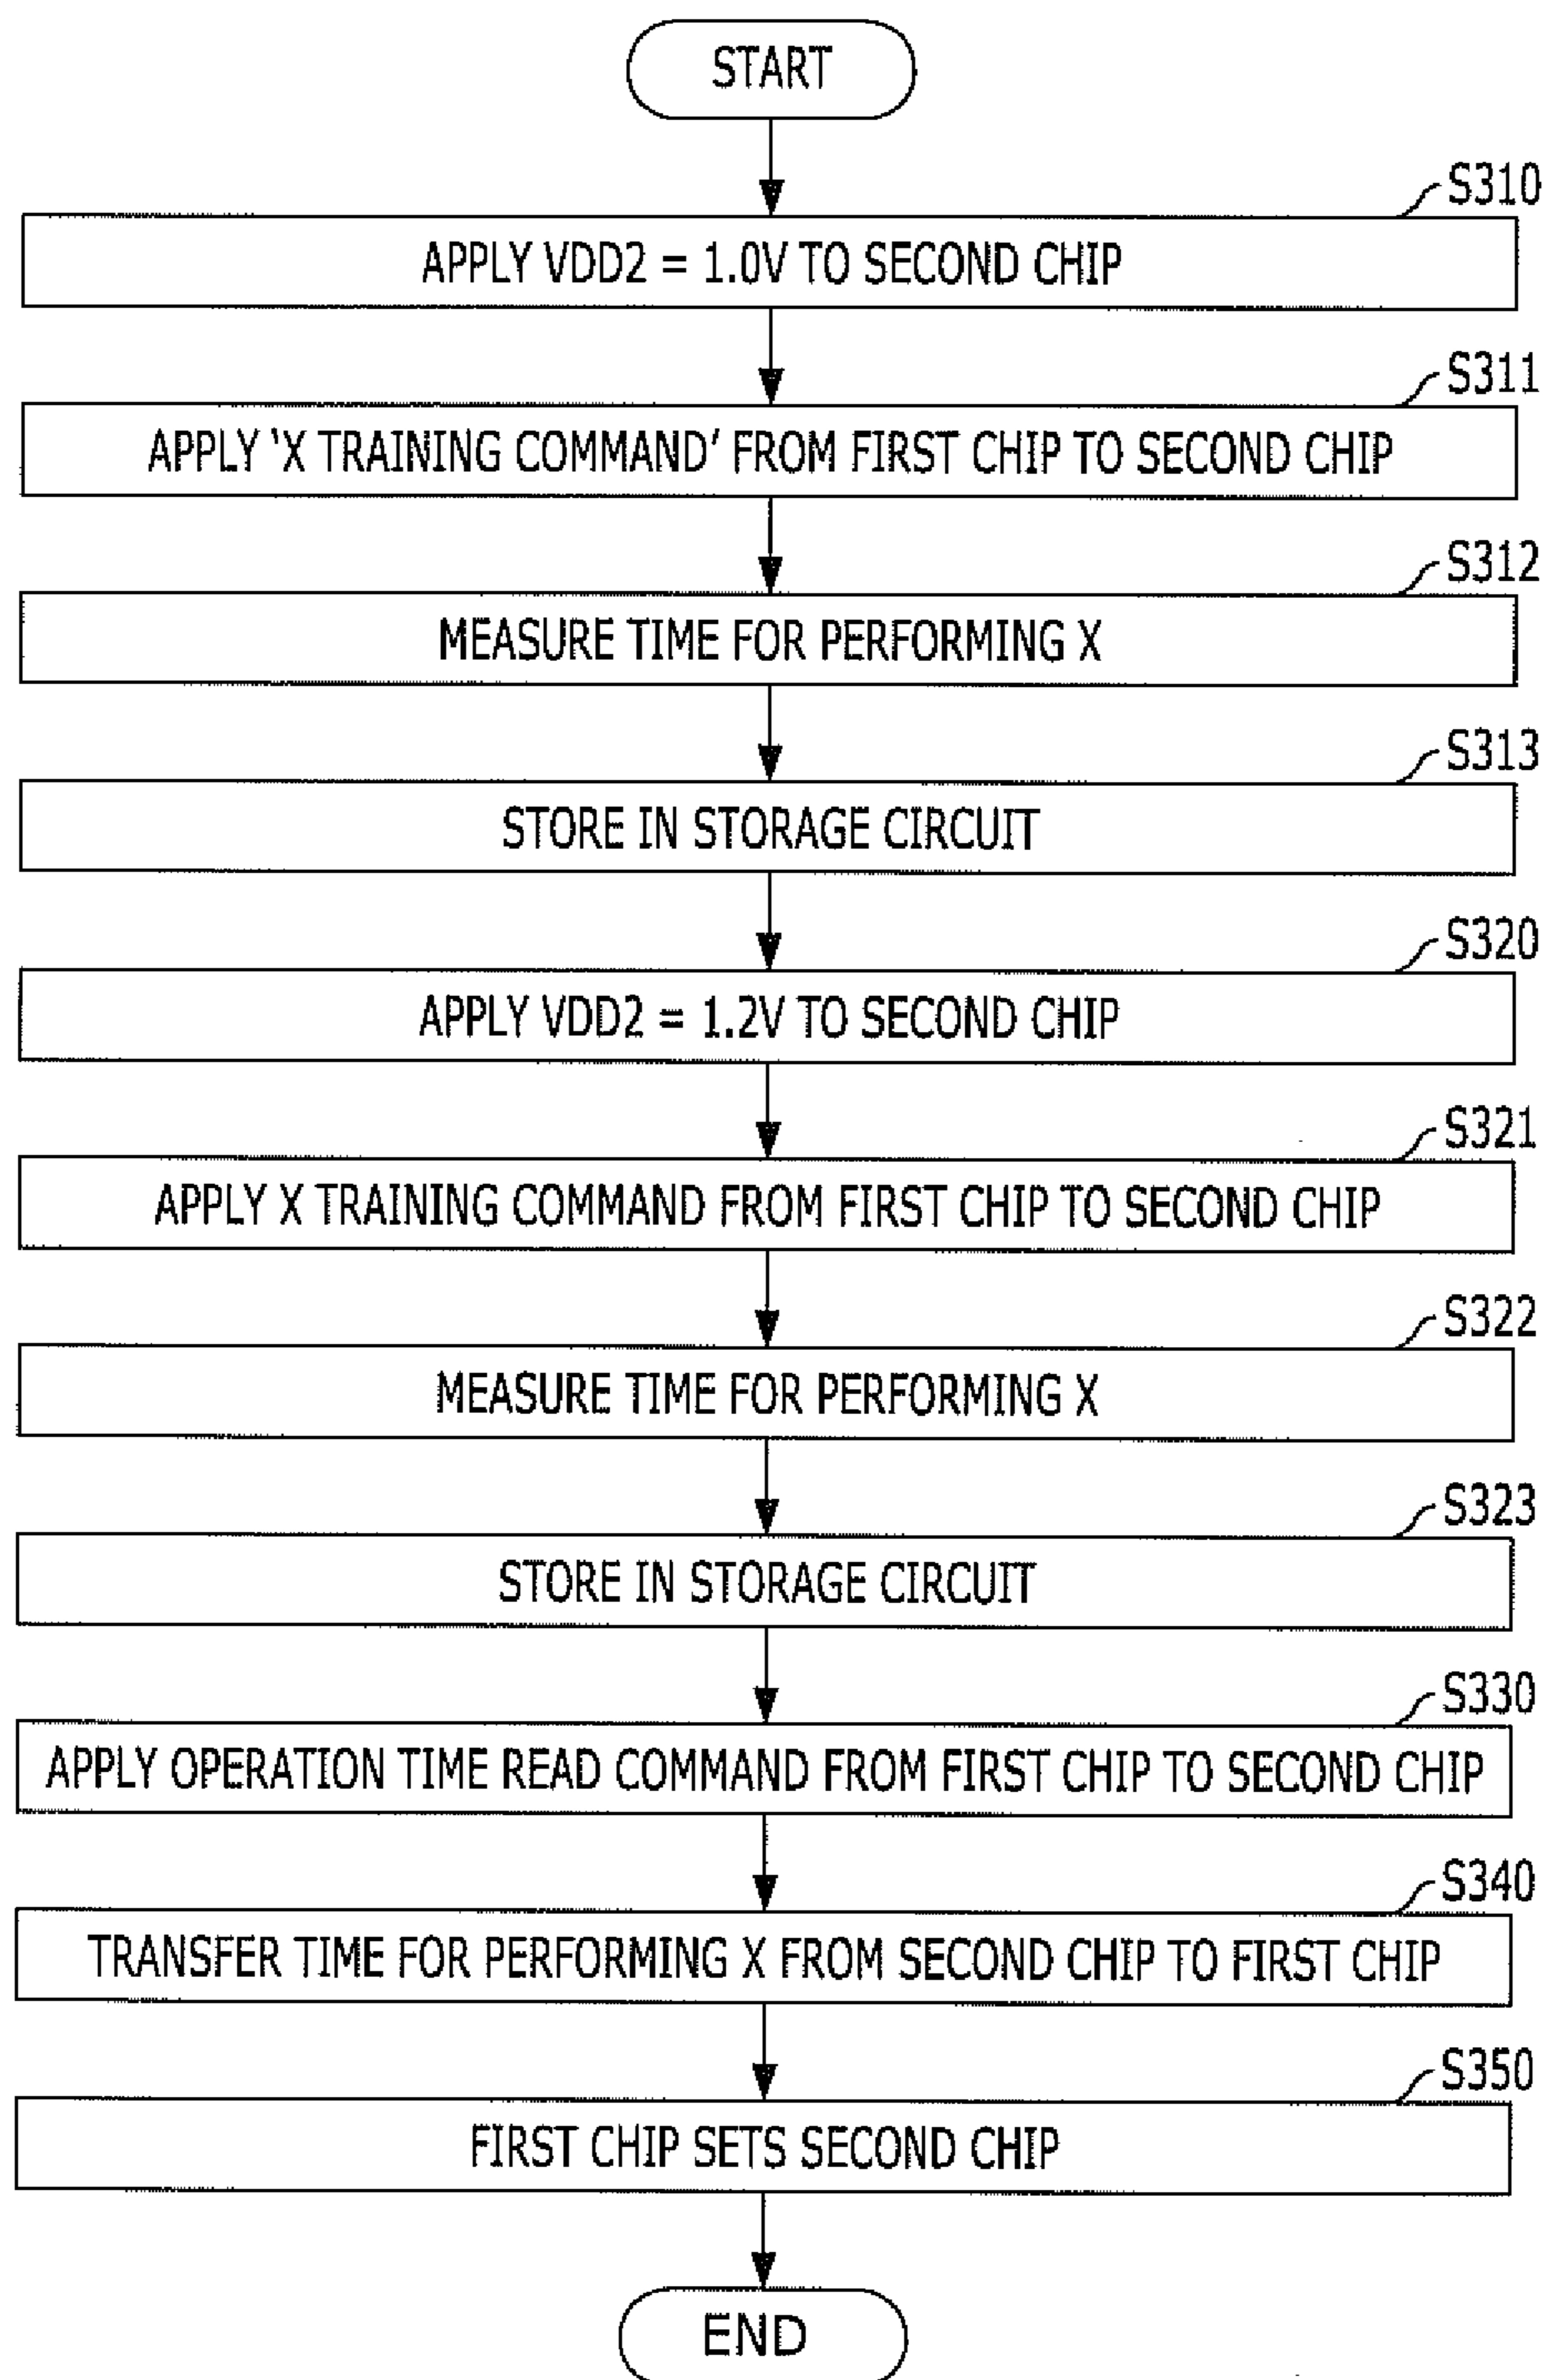 START
S310
APPLY VDD2 = 1.0V TO SECOND CHIP
S311
APPLY ‘X TRAINING COMMAND’ FROM FIRST CHIP TO SECOND CHIP
S312
MEASURE TIME FOR PERFORMING X
S313
STORE IN STORAGE CIRCUIT
S320
APPLY VDD2 = 1.2V TO SECOND CHIP
S321
APPLY X TRAINING COMMAND FROM FIRST CHIP TO SECOND CHIP
S322
MEASURE TIME FOR PERFORMING X
S323
STORE IN STORAGE CIRCUIT
S330
APPLY OPERATION TIME READ COMMAND FROM FIRST CHIP TO SECOND CHIP
S340
TRANSFER TIME FOR PERFORMING X FROM SECOND CHIP TO FIRST CHIP
S350
FIRST CHIP SETS SECOND CHIP
END